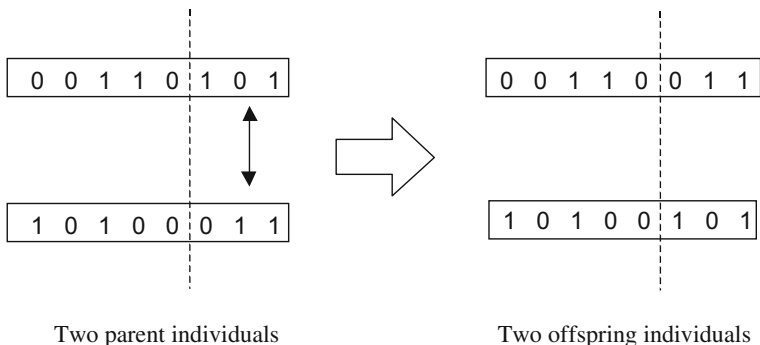 0 0 1 1 0 1 0 1
0 0 1 1 0 0 1 1
1 0 1 0 0 0 1 1
1 0 1 0 0 1 0 1
Two parent individuals
Two offspring individuals